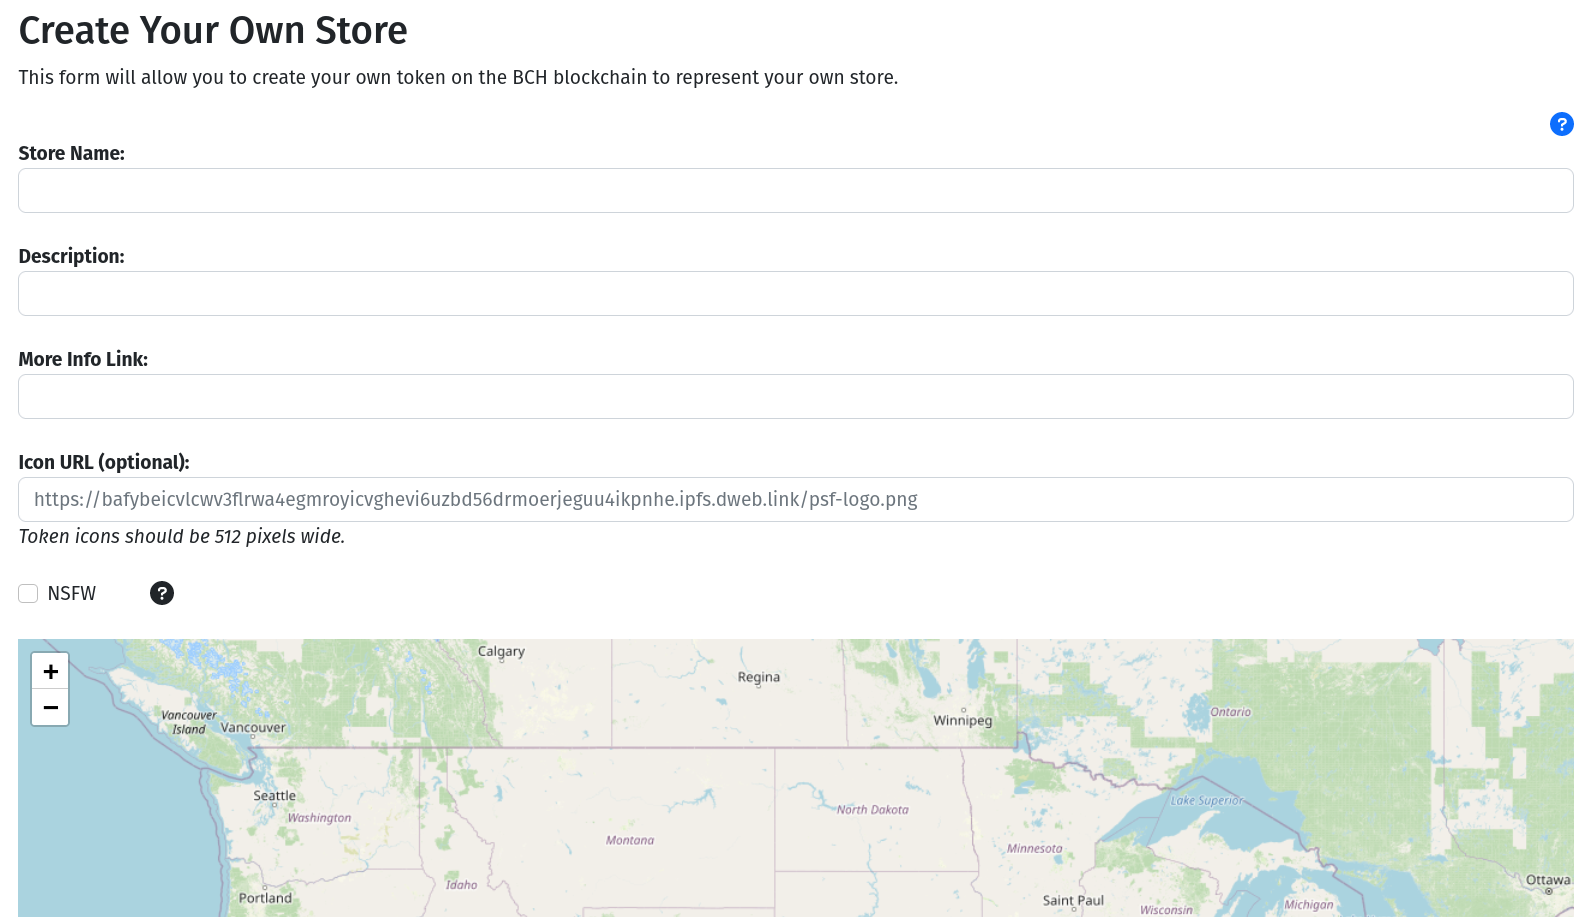 Create Your Own Store
This form will allow you to create your own token on the BCH blockchain to represent your own store.
?
Store Name:
Description:
More Info Link:
Icon URL (optional):
https://bafybeicvlcwv3flrwa4egmroyicvghevi6uzbd56drmoerjeguu4ikpnhe.ipfs.dweb.link/psf-logo.png
Token icons should be 512 pixels wide.
NSFW ?
+
−
Calgary
Regina
Vancouver
Island
Vancouver
Winnipeg
Ontario
Seattle
Washington
Montana
North Dakota
Lake Superior
Minnesota
Idaho
Portland
Saint Paul
Wisconsin
Michigan
Ottawa